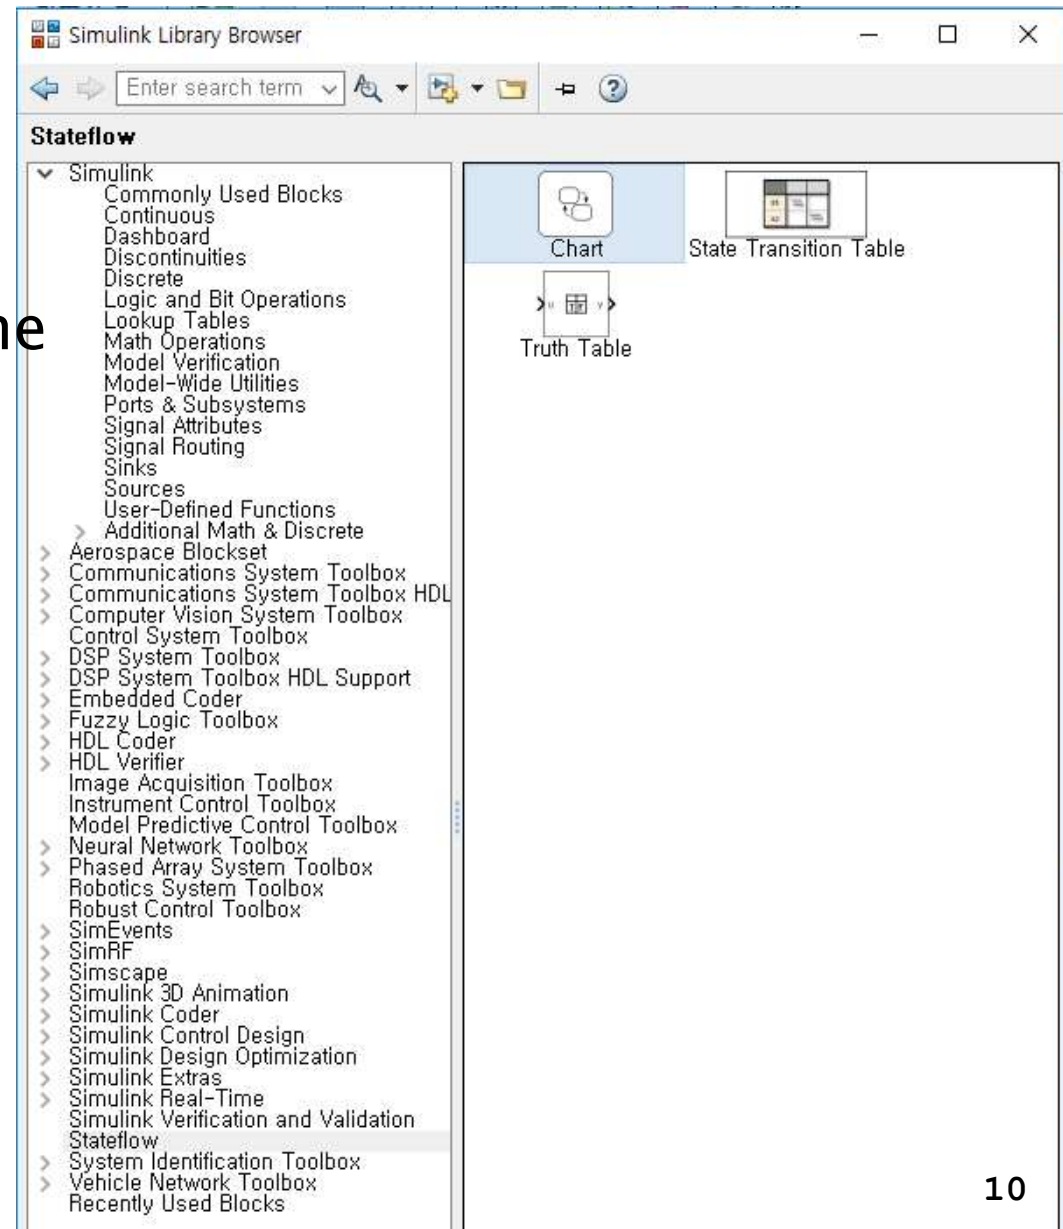 Simulink Library Browser
Enter search term
Stateflow
Simulink
Commonly Used Blocks
Continuous
Dashboard
Discontinuities
Discrete
Logic and Bit Operations
Lookup Tables
Math Operations
Model Verification
Model-Wide Utilities
Ports & Subsystems
Signal Attributes
Signal Routing
Sinks
Sources
User-Defined Functions
Additional Math & Discrete
Aerospace Blockset
Communications System Toolbox
Communications System Toolbox HDL
Computer Vision System Toolbox
Control System Toolbox
DSP System Toolbox
DSP System Toolbox HDL Support
Embedded Coder
Fuzzy Logic Toolbox
HDL Coder
HDL Verifier
Image Acquisition Toolbox
Instrument Control Toolbox
Model Predictive Control Toolbox
Neural Network Toolbox
Phased Array System Toolbox
Robotics System Toolbox
Robust Control Toolbox
SimEvents
SimRF
Simscape
Simulink 3D Animation
Simulink Coder
Simulink Control Design
Simulink Design Optimization
Simulink Extras
Simulink Real-Time
Simulink Verification and Validation
Stateflow
System Identification Toolbox
Vehicle Network Toolbox
Recently Used Blocks
Chart
State Transition Table
Truth Table
10